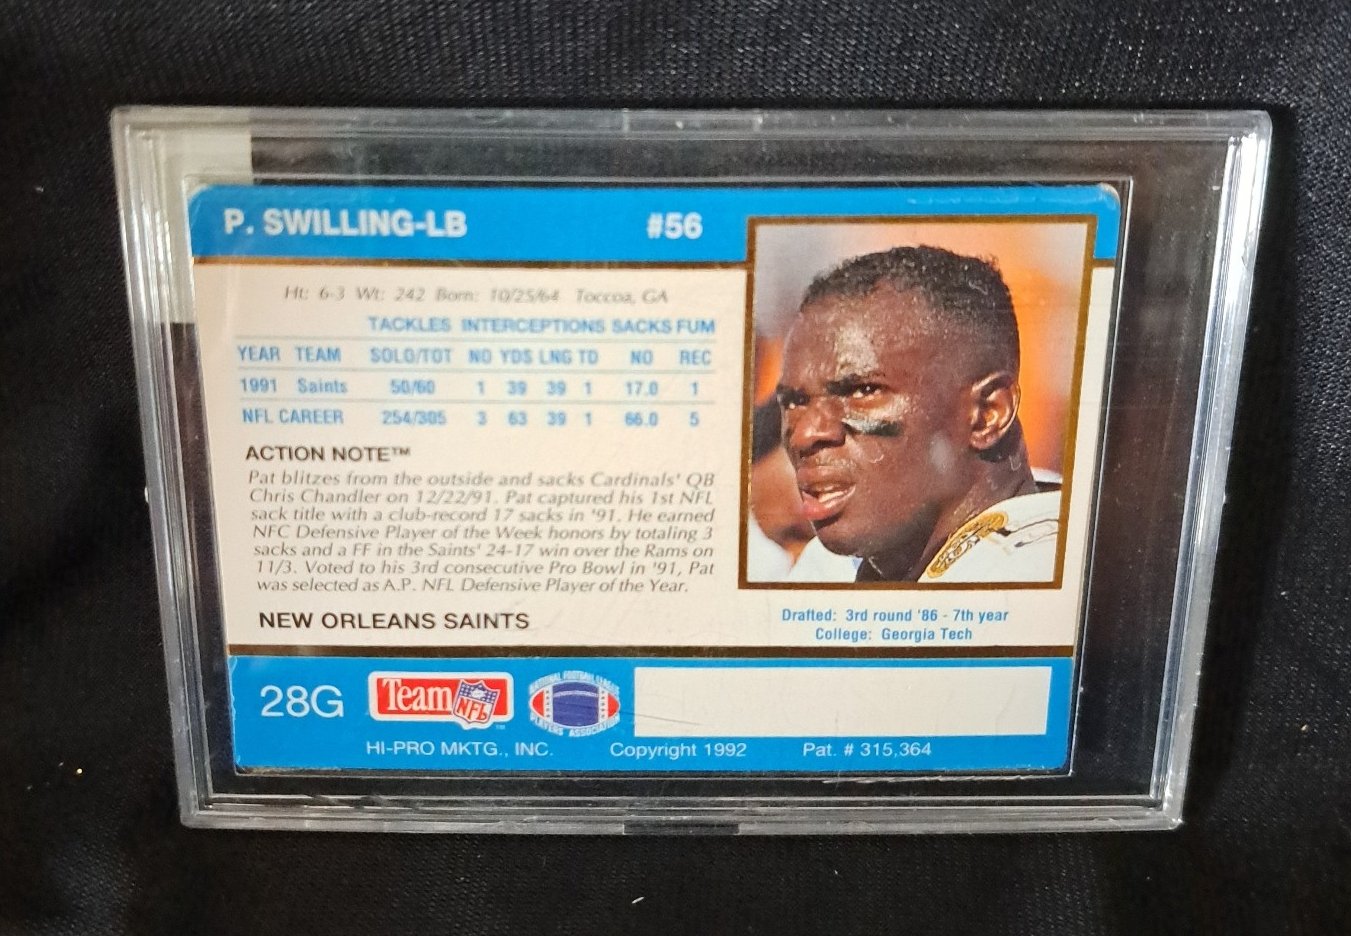 P. SWILLING-LB #56
Ht: 6-3 Wt: 242 Born: 10/25/64 Toccoa, GA
TACKLES INTERCEPTIONS SACKS FUM
YEAR TEAM SOLO/TOT NO YDS LNG TD NO REC
1991 Saints 50/60 1 39 39 1 17.0 1
NFL CAREER 254/305 3 63 39 1 66.0 5
ACTION NOTE™
Pat blitzes from the outside and sacks Cardinals' QB
Chris Chandler on 12/22/91. Pat captured his 1st NFL
sack title with a club-record 17 sacks in '91. He earned
NFC Defensive Player of the Week honors by totaling 3
sacks and a FF in the Saints' 24-17 win over the Rams on
11/3. Voted to his 3rd consecutive Pro Bowl in '91, Pat
was selected as A.P. NFL Defensive Player of the Year.
NEW ORLEANS SAINTS
Drafted: 3rd round '86 - 7th year
College: Georgia Tech
28G Team NFL ™
NATIONAL FOOTBALL LEAGUE
PLAYERS ASSOCIATION
HI-PRO MKTG., INC. Copyright 1992 Pat. # 315,364